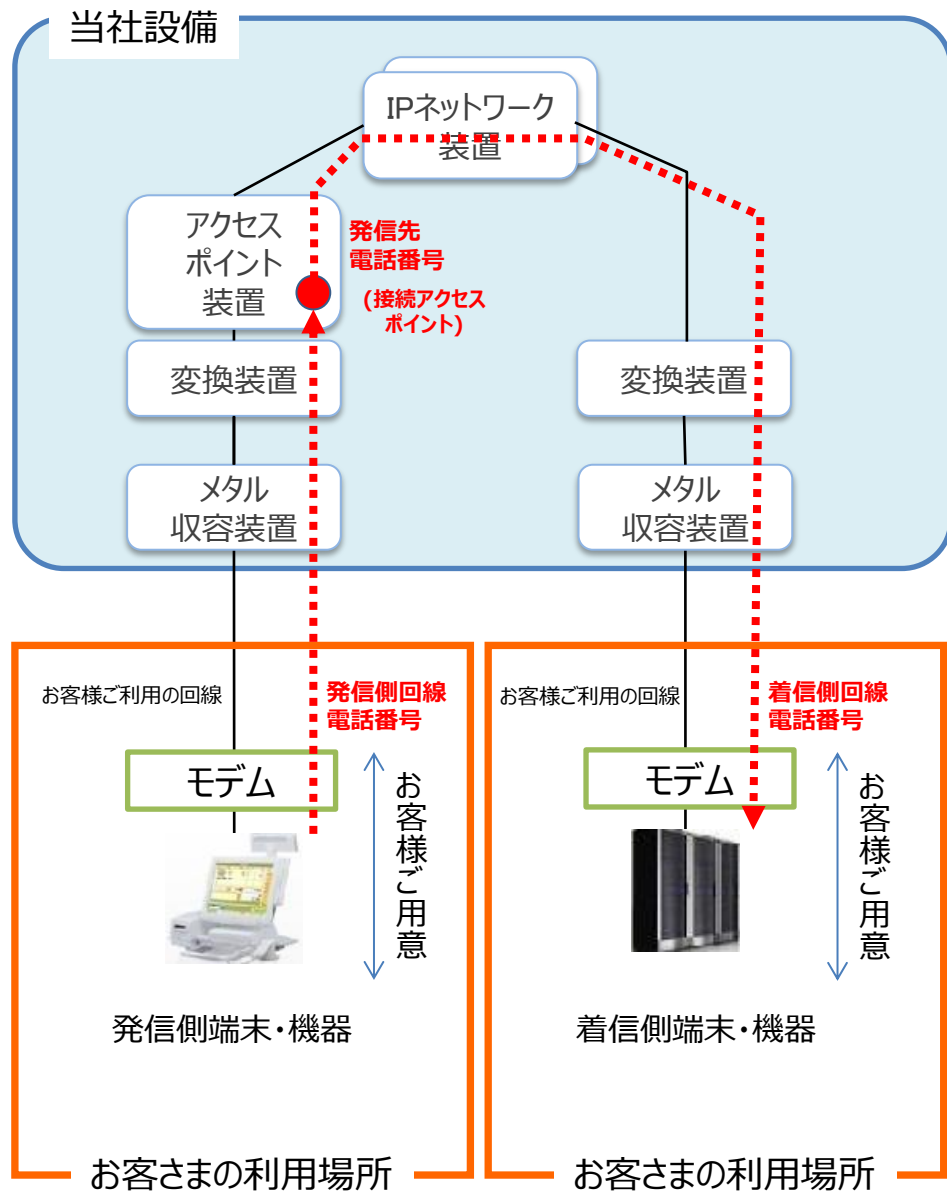 当社設備
IPネットワーク
装置
アクセス
ポイント
装置
発信先
電話番号
(接続アクセス
ポイント)
変換装置
変換装置
メタル
収容装置
メタル
収容装置
お客様ご利用の回線
発信側回線
電話番号
お客様ご利用の回線
着信側回線
電話番号
モデム
お客様ご用意
モデム
お客様ご用意
発信側端末・機器
着信側端末・機器
お客さまの利用場所
お客さまの利用場所